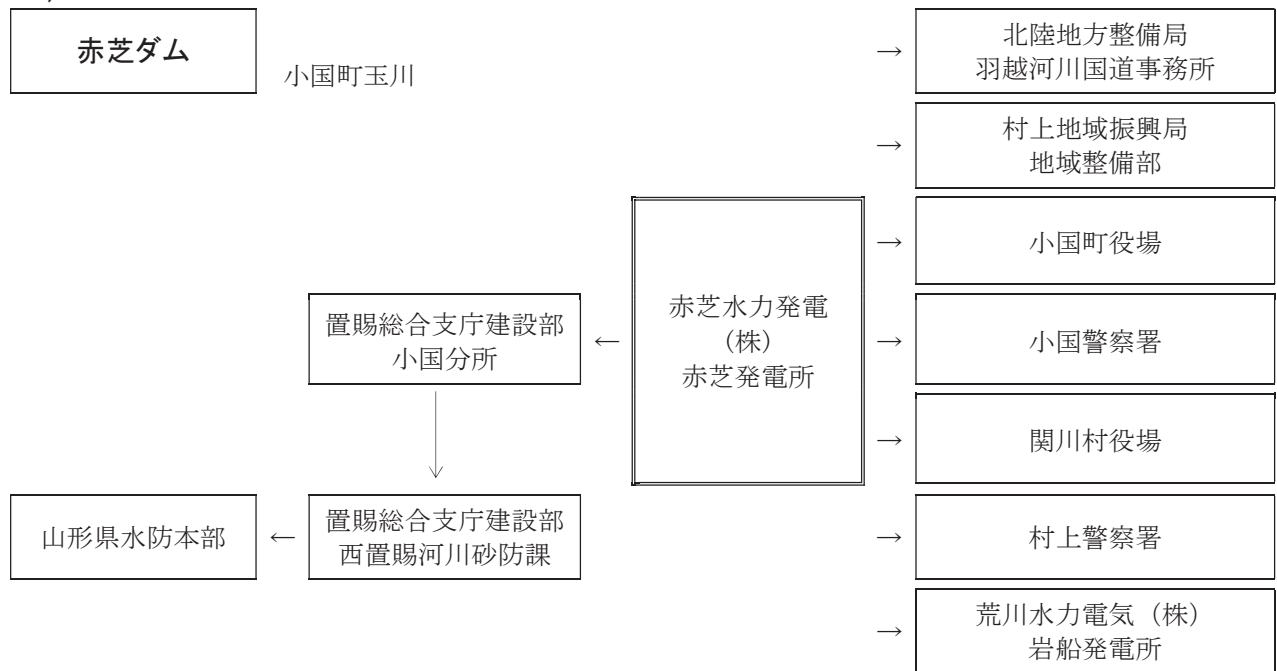 赤芝ダム
小国町玉川
→
北陸地方整備局
羽越河川国道事務所
→
村上地域振興局
地域整備部
→
小国町役場
置賜総合支庁建設部
小国分所
←
赤芝水力発電
(株)
赤芝発電所
→
小国警察署
→
関川村役場
山形県水防本部
←
置賜総合支庁建設部
西置賜河川砂防課
→
村上警察署
→
荒川水力電気(株)
岩船発電所